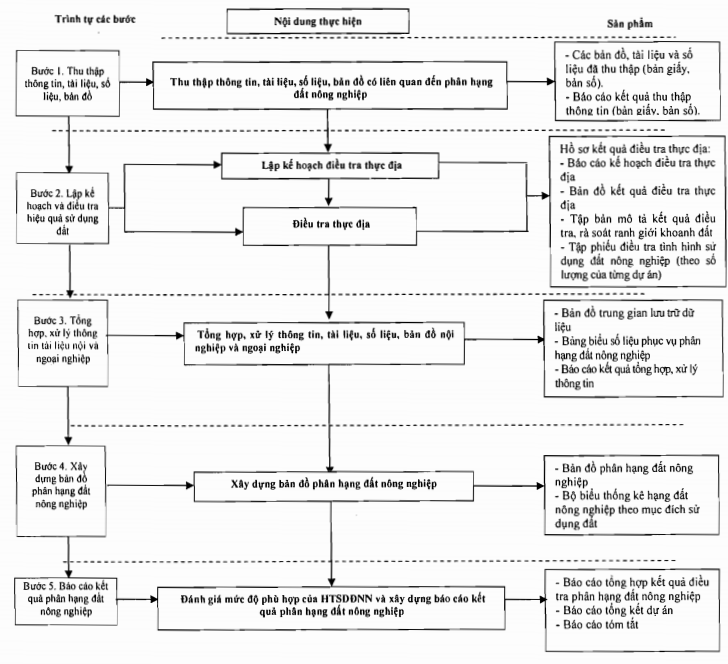 Trình tự các bước
Nội dung thực hiện
Sản phẩm
Bước 1. Thu thập
thông tin, tài liệu, số
liệu, bản đồ
Thu thập thông tin, tài liệu, số liệu, bản đồ có liên quan đến phân hạng
đất nông nghiệp
- Các bản đồ, tài liệu và số
liệu đã thu thập (bản giấy,
bản số).
- Báo cáo kết quả thu thập
thông tin (bản giấy, bản số).
Bước 2. Lập kế
hoạch và điều tra
hiệu quả sử dụng
đất
Lập kế hoạch điều tra thực địa
Điều tra thực địa
Hồ sơ kết quả điều tra thực địa:
- Báo cáo kế hoạch điều tra thực
địa
- Bản đồ kết quả điều tra thực
địa
- Tập bản mô tả kết quả điều
tra, rà soát ranh giới khoanh đất
- Tập phiếu điều tra tình hình sử
dụng đất nông nghiệp (theo số
lượng của từng dự án)
Bước 3. Tổng
hợp, xử lý thông
tin tài liệu nội và
ngoại nghiệp
Tổng hợp, xử lý thông tin, tài liệu, số liệu, bản đồ nội
nghiệp và ngoại nghiệp
- Bản đồ trung gian lưu trữ dữ
liệu
- Bảng biểu số liệu phục vụ phân
hạng đất nông nghiệp
- Báo cáo kết quả tổng hợp, xử lý
thông tin
Bước 4. Xây
dựng bản đồ
phân hạng đất
nông nghiệp
Xây dựng bản đồ phân hạng đất nông nghiệp
- Bản đồ phân hạng đất nông
nghiệp
- Bộ biểu thống kê hạng đất
nông nghiệp theo mục đích sử
dụng đất
Bước 5. Báo cáo kết
quả phân hạng đất
nông nghiệp
Đánh giá mức độ phù hợp của HTSDĐNN và xây dựng báo cáo kết
quả phân hạng đất nông nghiệp
- Báo cáo tổng hợp kết quả điều
tra phân hạng đất nông nghiệp
- Báo cáo tổng kết dự án
- Báo cáo tóm tắt